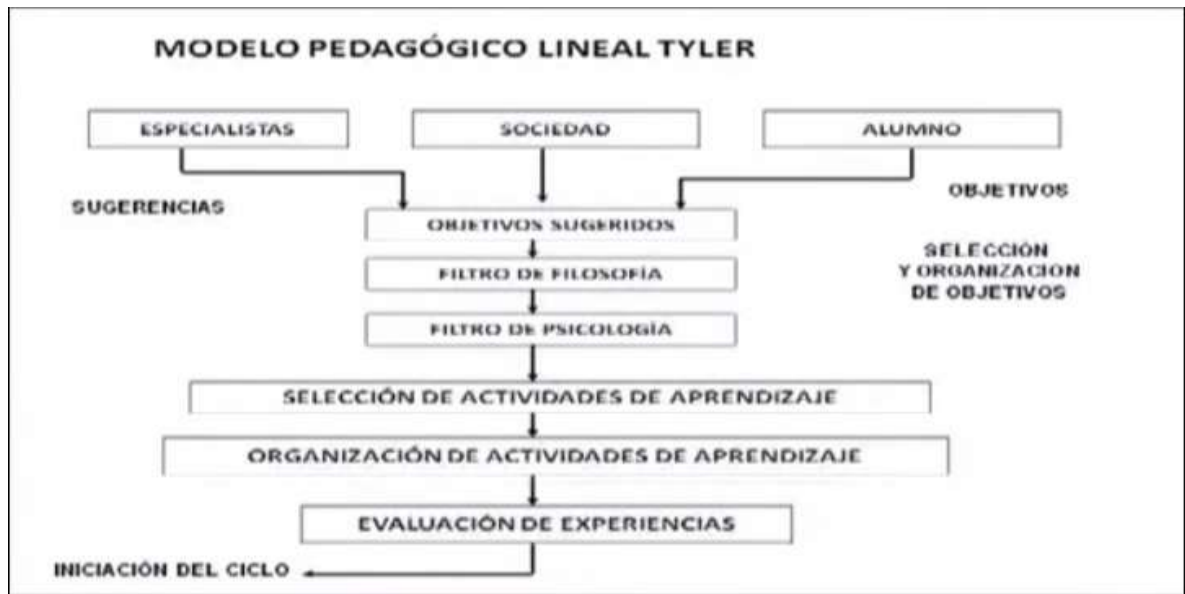 MODELO PEDAGÓGICO LINEAL TYLER
ESPECIALISTAS
SOCIEDAD
ALUMNO
SUGERENCIAS
OBJETIVOS
OBJETIVOS SUGERIDOS
FILTRO DE FILOSOFÍA
SELECCIÓN
Y ORGANIZACION
DE OBJETIVOS
FILTRO DE PSICOLOGÍA
SELECCIÓN DE ACTIVIDADES DE APRENDIZAJE
ORGANIZACIÓN DE ACTIVIDADES DE APRENDIZAJE
EVALUACIÓN DE EXPERIENCIAS
INICIACIÓN DEL CICLO